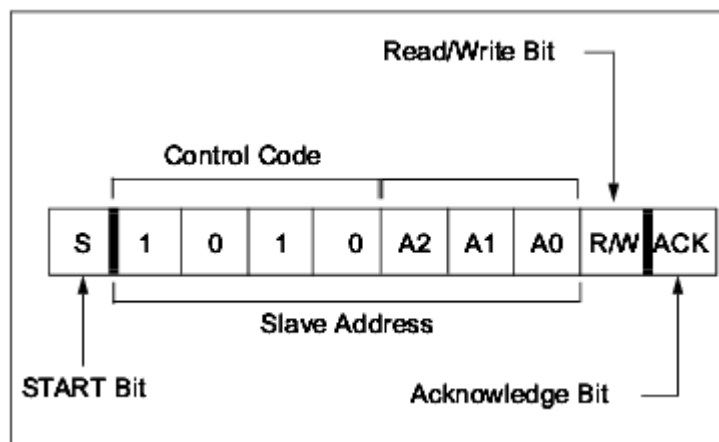 Read/Write Bit
Control Code
S 1 0 1 0 A2 A1 A0 R/W ACK
Slave Address
START Bit
Acknowledge Bit